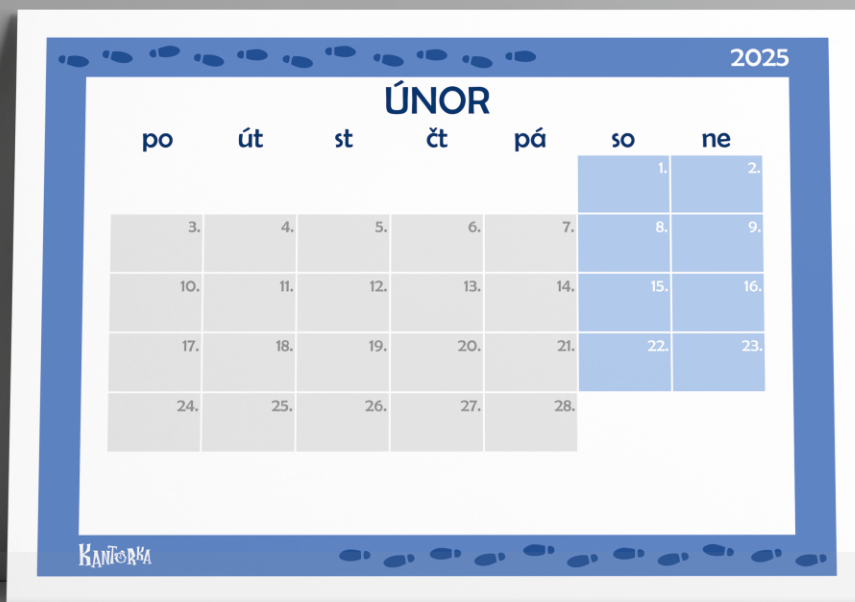 2025
ÚNOR
po út st čt pá so ne
1. 2.
3. 4. 5. 6. 7. 8. 9.
10. 11. 12. 13. 14. 15. 16.
17. 18. 19. 20. 21. 22. 23.
24. 25. 26. 27. 28.
KANTORKA